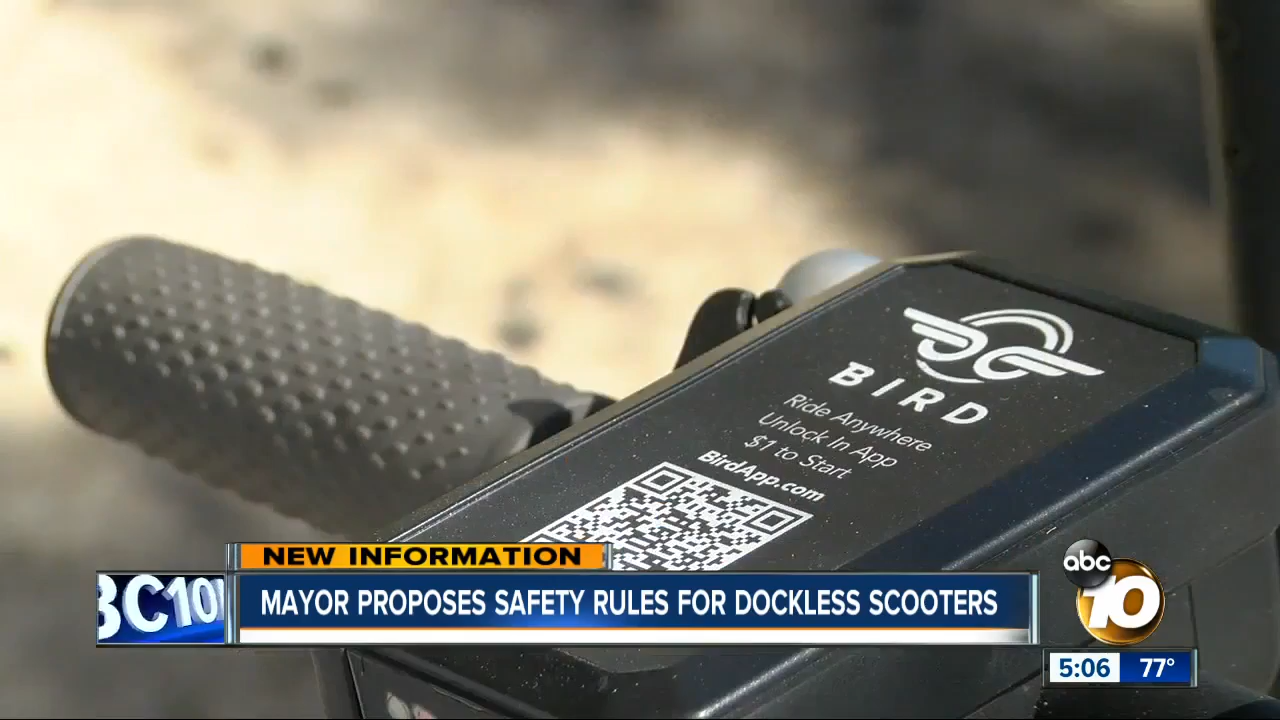 BIRD
Ride Anywhere
Unlock In App
$1 to Start
BirdApp.com
NEW INFORMATION
MAYOR PROPOSES SAFETY RULES FOR DOCKLESS SCOOTERS
abc
10
5:06 77°